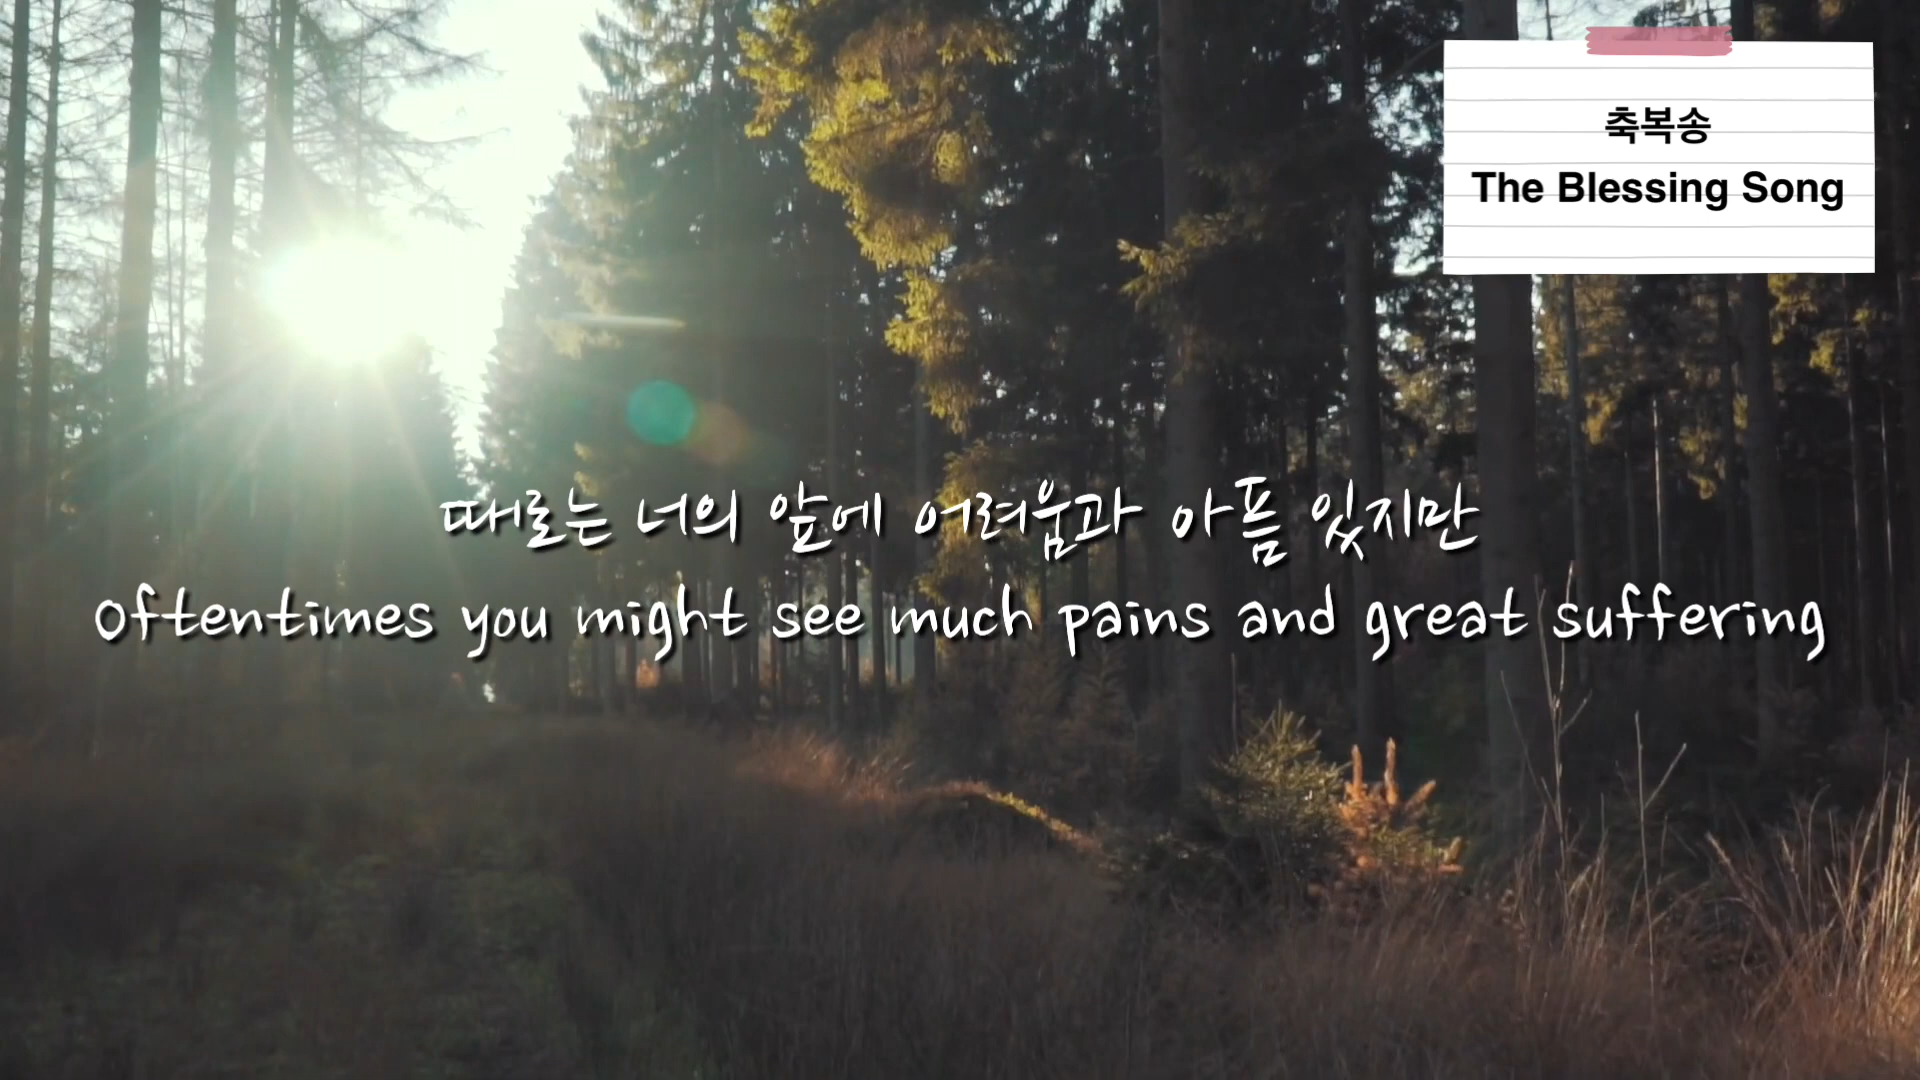 축복송
The Blessing Song
때로는 너의 앞에 어려움과 아픔 있지만
Oftentimes you might see much pains and great suffering